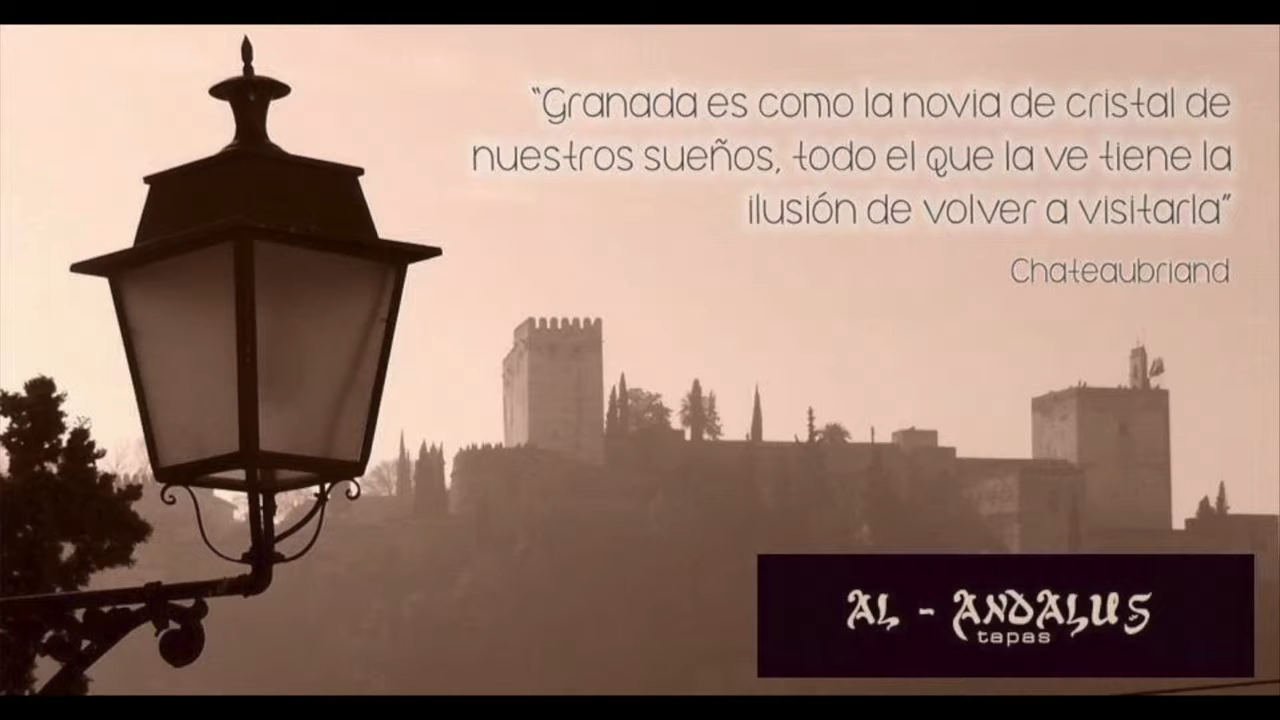 “Granada es como la novia de cristal de
nuestros sueños, todo el que la ve tiene la
ilusión de volver a visitarla”
Chateaubriand
AL - ANDALUS
tapas